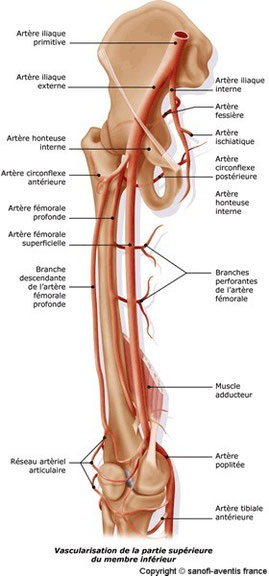 Artère iliaque
primitive
Artère iliaque
externe
Artère honteuse
interne
Artère circonflexe
antérieure
Artère fémorale
profonde
Artère fémorale
superficielle
Branche
descendante
de l'artère
fémorale
profonde
Réseau artèriel
articulaire
Artère iliaque
interne
Artère
fessière
Artère
ischiatique
Artère
circonflexe
postérieure
Artère
honteuse
interne
Branches
perforantes
de l'artère
fémorale
Muscle
adducteur
Artère
poplitée
Artère tibiale
antérieure
Vascularisation de la partie supérieure
du membre inférieur
Copyright © sanofi-aventis france